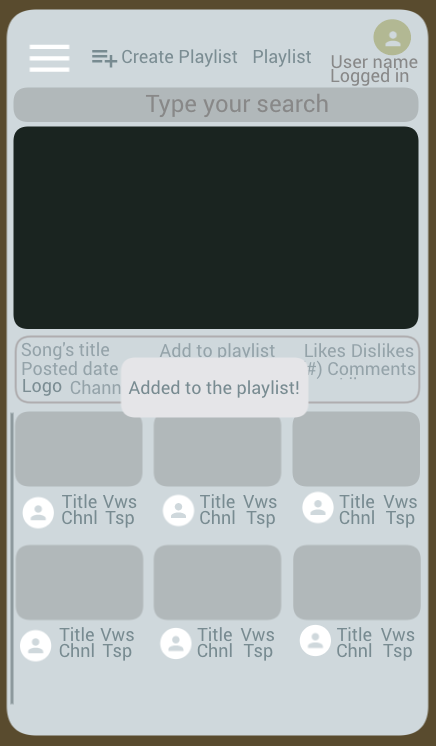 Create Playlist Playlist
User name
Logged in
Type your search
Song's title Add to playlist Likes Dislikes
Posted date #) Comments
Logo Chann
Added to the playlist!
Title Vws Title Vws Title Vws
Chnl Tsp Chnl Tsp Chnl Tsp
Title Vws Title Vws Title Vws
Chnl Tsp Chnl Tsp Chnl Tsp